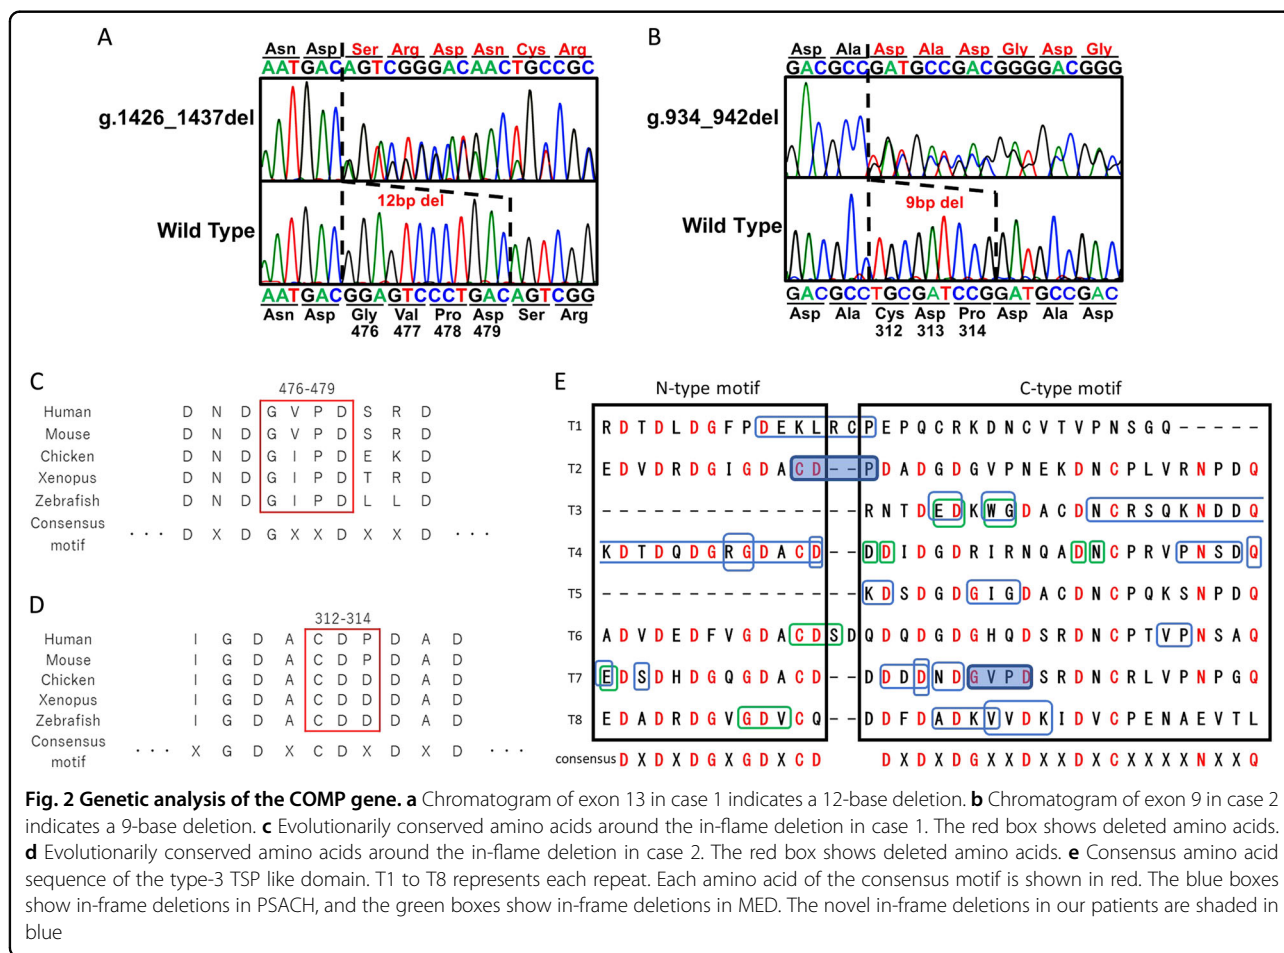 A
Asn Asp Ser Arg Asp Asn Cys Arg
AATGACAGTCGGGACAACTGCCGC
g.1426_1437del
12bp del
Wild Type
AATGACGGAGTCCCTGACAGTCGG
Asn Asp Gly Val Pro Asp Ser Arg
476 477 478 479
B
Asp Ala Asp Ala Asp Gly Asp Gly
GACGCCGATGCCGACGGGGACGGG
g.934_942del
9bp del
Wild Type
GACGCCTGCGATCCGGATGCCGAC
Asp Ala Cys Asp Pro Asp Ala Asp
312 313 314
C
476-479
Human D N D G V P D S R D
Mouse D N D G V P D S R D
Chicken D N D G I P D E K D
Xenopus D N D G I P D T R D
Zebrafish D N D G I P D L L D
Consensus
motif · · · D X D G X X D X X D · · ·
D
312-314
Human I G D A C D P D A D
Mouse I G D A C D P D A D
Chicken I G D A C D D D A D
Xenopus I G D A C D D D A D
Zebrafish I G D A C D D D A D
Consensus
motif · · · X G D X C D X D X D · · ·
E
N-type motif C-type motif
T1 R D T D L D G F P D E K L R C P E P Q C R K D N C V T V P N S G Q - - - - -
T2 E D V D R D G I G D A C D - - P D A D G D G V P N E K D N C P L V R N P D Q
T3 - - - - - - - - - - - - - - - R N T D E D K W G D A C D N C R S Q K N D D Q
T4 K D T D Q D G R G D A C D - - D D I D G D R I R N Q A D N C P R V P N S D Q
T5 - - - - - - - - - - - - - - - K D S D G D G I G D A C D N C P Q K S N P D Q
T6 A D V D E D F V G D A C D S D Q D Q D G D G H Q D S R D N C P T V P N S A Q
T7 E D S D H D G Q G D A C D - - D D D D N D G V P D S R D N C R L V P N P G Q
T8 E D A D R D G V G D V C Q - - D D F D A D K V V D K I D V C P E N A E V T L
consensus D X D X D G X G D X C D D X D X D G X X D X X D X C X X X X N X X Q
Fig. 2 Genetic analysis of the COMP gene. a Chromatogram of exon 13 in case 1 indicates a 12-base deletion. b Chromatogram of exon 9 in case 2
indicates a 9-base deletion. c Evolutionarily conserved amino acids around the in-flame deletion in case 1. The red box shows deleted amino acids.
d Evolutionarily conserved amino acids around the in-flame deletion in case 2. The red box shows deleted amino acids. e Consensus amino acid
sequence of the type-3 TSP like domain. T1 to T8 represents each repeat. Each amino acid of the consensus motif is shown in red. The blue boxes
show in-frame deletions in PSACH, and the green boxes show in-frame deletions in MED. The novel in-frame deletions in our patients are shaded in
blue